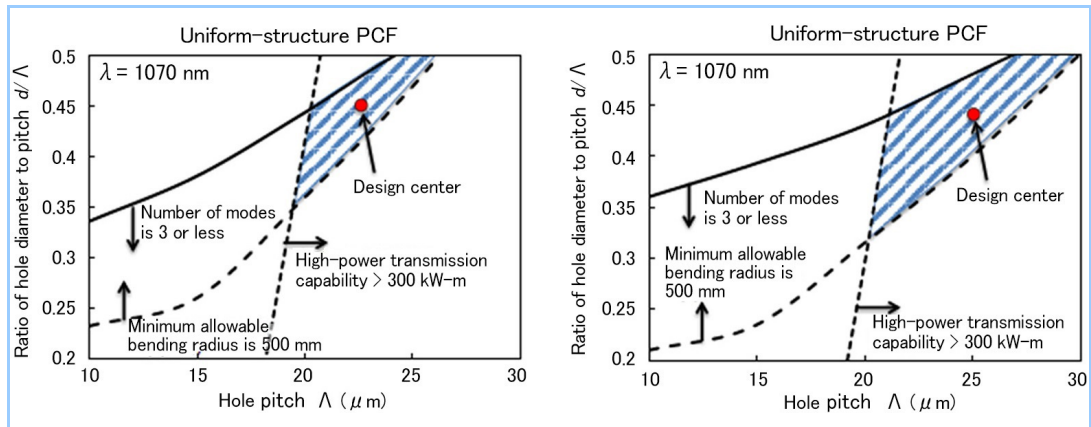 Uniform-structure PCF
λ = 1070 nm
Ratio of hole diameter to pitch d/Λ
0.5
0.45
0.4
0.35
0.3
0.25
0.2
Design center
Number of modes
is 3 or less
High-power transmission
capability > 300 kW-m
Minimum allowable
bending radius is 500 mm
10
15
20
25
30
Hole pitch Λ (μm)
Uniform-structure PCF
λ = 1070 nm
Ratio of hole diameter to pitch d/Λ
0.5
0.45
0.4
0.35
0.3
0.25
0.2
Design center
Number of modes
is 3 or less
Minimum allowable
bending radius is
500 mm
High-power transmission
capability > 300 kW-m
10
15
20
25
30
Hole pitch Λ (μm)